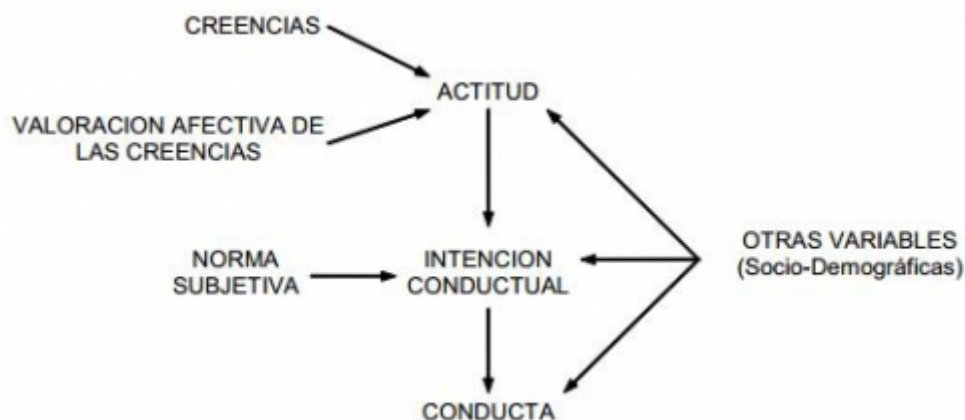 CREENCIAS
ACTITUD
VALORACION AFECTIVA DE
LAS CREENCIAS
NORMA
SUBJETIVA
INTENCION
CONDUCTUAL
OTRAS VARIABLES
(Socio-Demográficas)
CONDUCTA